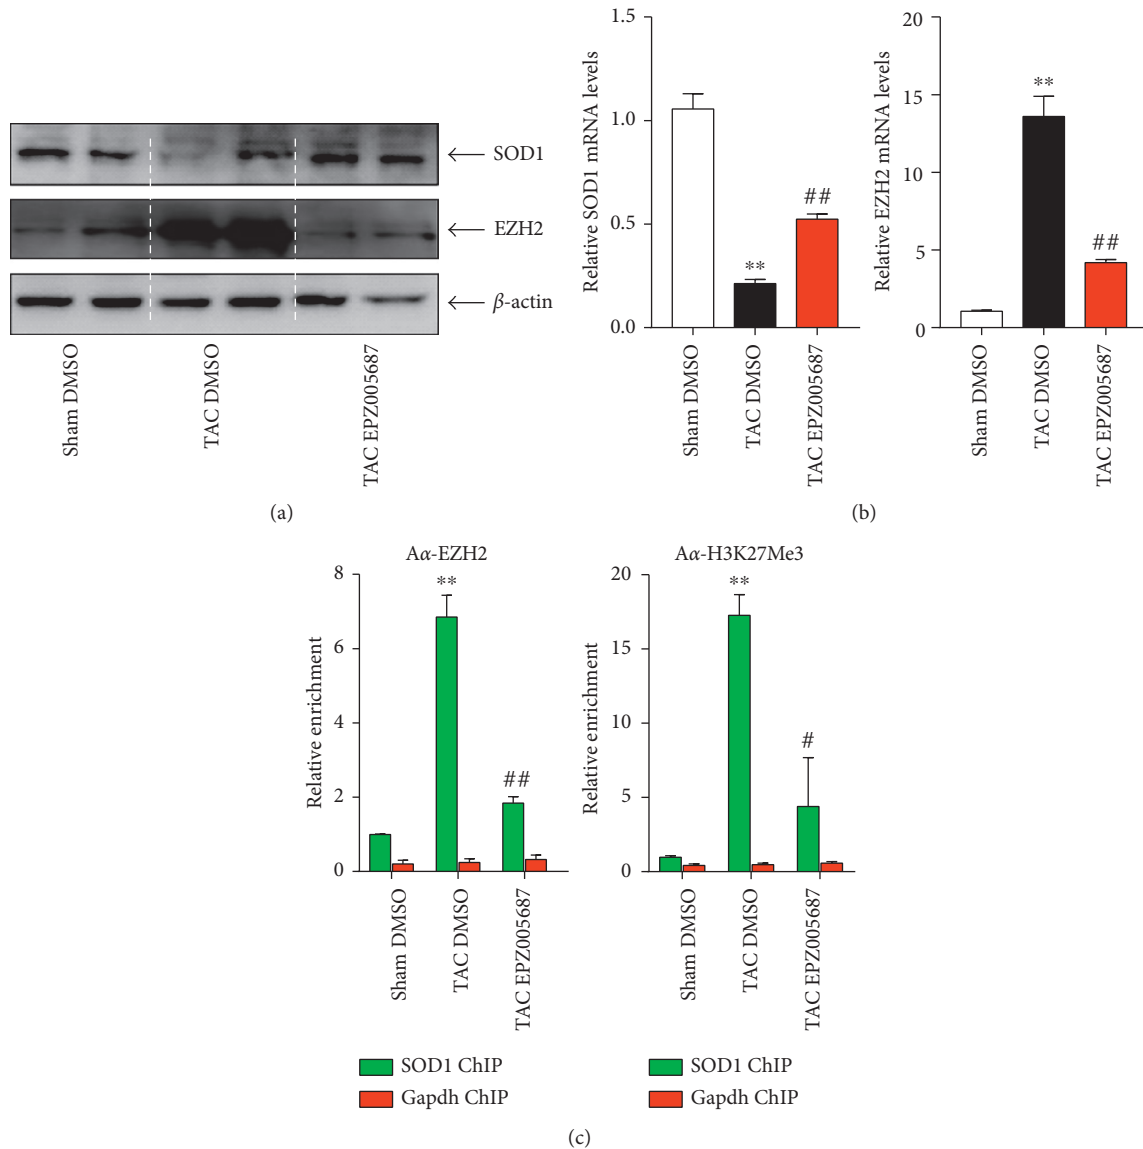 SOD1
EZH2
β-actin
Sham DMSO
TAC DMSO
TAC EPZ005687
(a)
Relative SOD1 mRNA levels
1.5
1.0
0.5
0.0
**
##
Sham DMSO
TAC DMSO
TAC EPZ005687
Relative EZH2 mRNA levels
20
15
10
5
0
**
##
Sham DMSO
TAC DMSO
TAC EPZ005687
(b)
Aα-EZH2
Relative enrichment
8
6
4
2
0
**
##
Sham DMSO
TAC DMSO
TAC EPZ005687
SOD1 ChIP
Gapdh ChIP
Aα-H3K27Me3
Relative enrichment
20
15
10
5
0
**
#
Sham DMSO
TAC DMSO
TAC EPZ005687
SOD1 ChIP
Gapdh ChIP
(c)